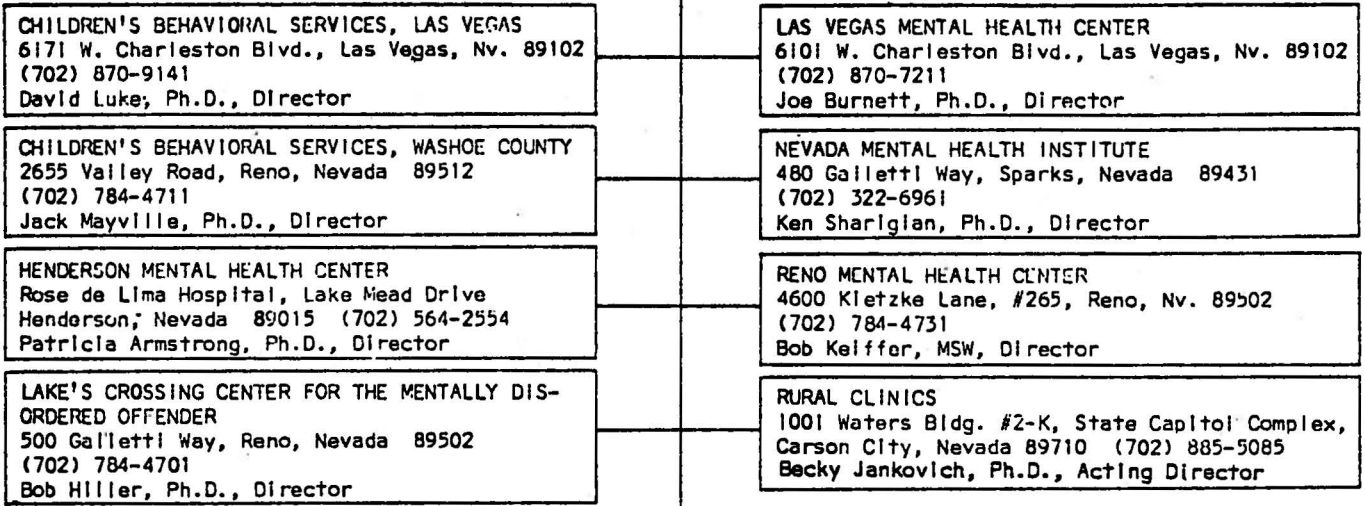 CHILDREN'S BEHAVIORAL SERVICES, LAS VEGAS
6171 W. Charleston Blvd., Las Vegas, Nv. 89102
(702) 870-9141
David Luke, Ph.D., Director
LAS VEGAS MENTAL HEALTH CENTER
6101 W. Charleston Blvd., Las Vegas, Nv. 89102
(702) 870-7211
Joe Burnett, Ph.D., Director
CHILDREN'S BEHAVIORAL SERVICES, WASHOE COUNTY
2655 Valley Road, Reno, Nevada 89512
(702) 784-4711
Jack Mayville, Ph.D., Director
NEVADA MENTAL HEALTH INSTITUTE
480 Galletti Way, Sparks, Nevada 89431
(702) 322-6961
Ken Sharigian, Ph.D., Director
HENDERSON MENTAL HEALTH CENTER
Rose de Lima Hospital, Lake Mead Drive
Henderson, Nevada 89015 (702) 564-2554
Patricia Armstrong, Ph.D., Director
RENO MENTAL HEALTH CENTER
4600 Kietzke Lane, #265, Reno, Nv. 89502
(702) 784-4731
Bob Keiffer, MSW, Director
LAKE'S CROSSING CENTER FOR THE MENTALLY DIS-
ORDERED OFFENDER
500 Galletti Way, Reno, Nevada 89502
(702) 784-4701
Bob Hiller, Ph.D., Director
RURAL CLINICS
1001 Waters Bldg. #2-K, State Capitol Complex,
Carson City, Nevada 89710 (702) 885-5085
Becky Jankovich, Ph.D., Acting Director